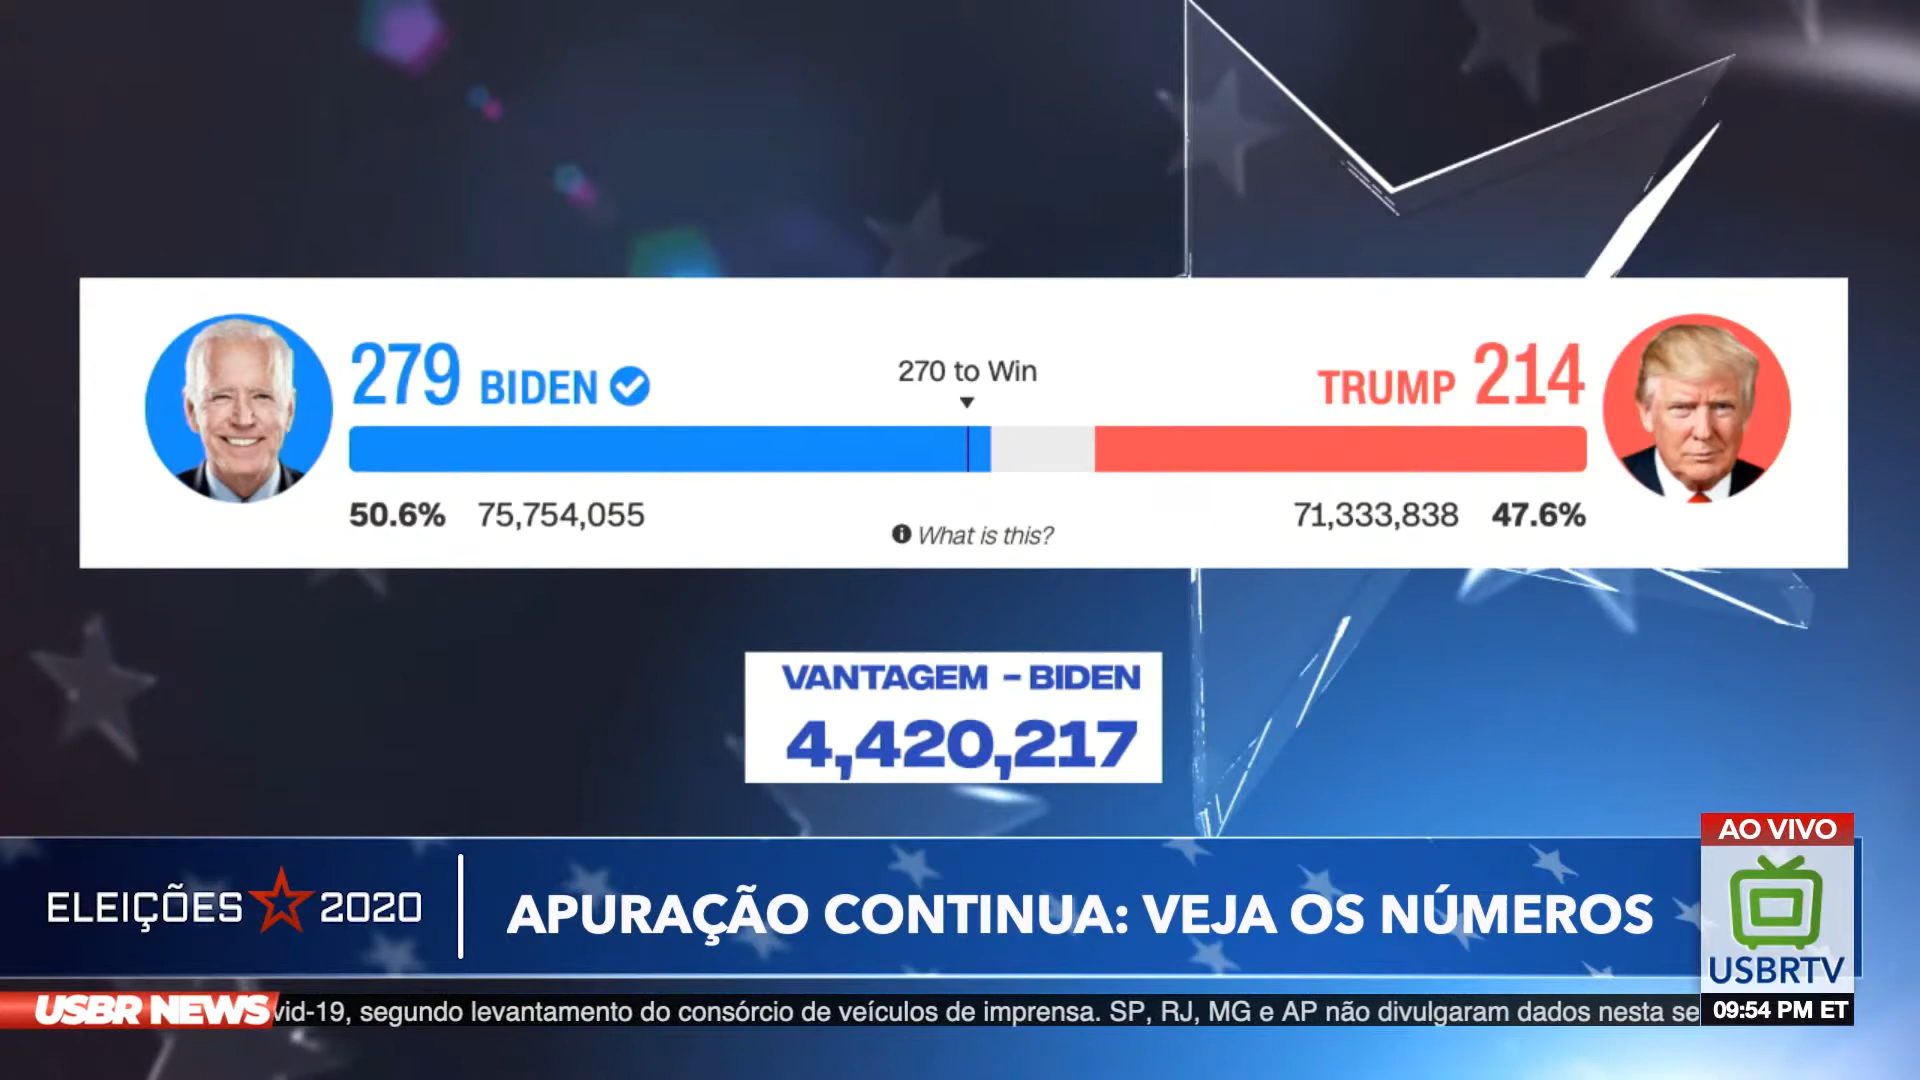 279 BIDEN
270 to Win
TRUMP 214
50.6% 75,754,055
What is this?
71,333,838 47.6%
VANTAGEM - BIDEN
4,420,217
ELEIÇÕES 2020
APURAÇÃO CONTINUA: VEJA OS NÚMEROS
AO VIVO
USBRTV
USBR NEWS
vid-19, segundo levantamento do consórcio de veículos de imprensa. SP, RJ, MG e AP não divulgaram dados nesta se
09:54 PM ET